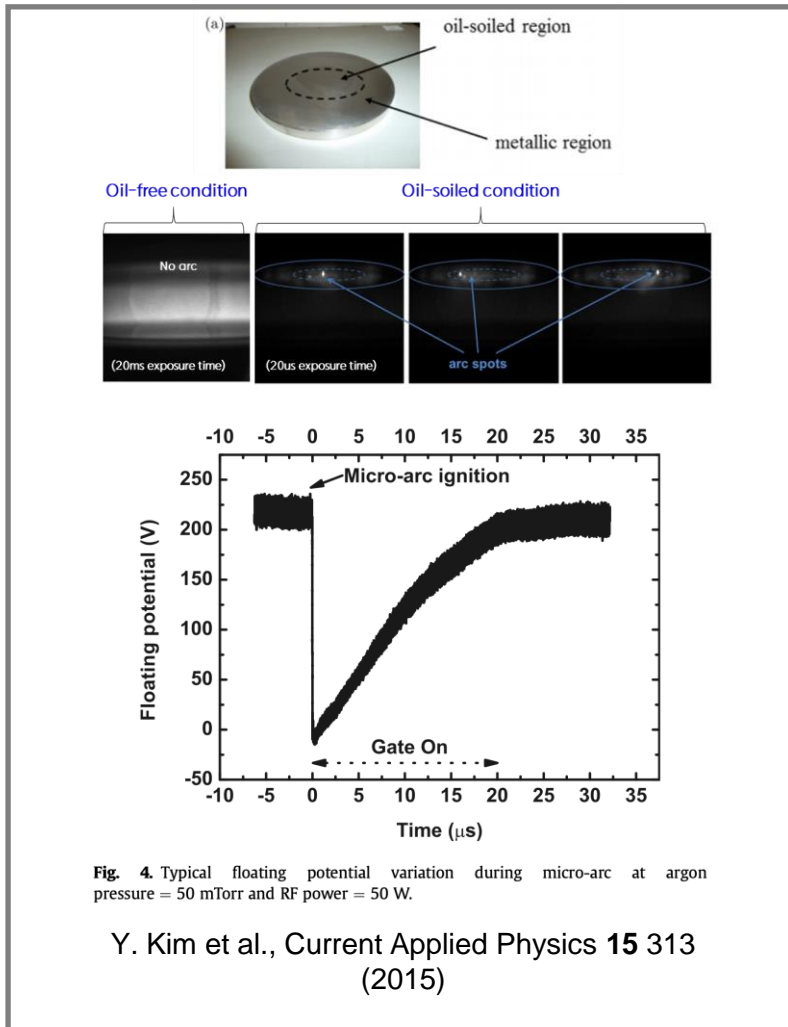 (a)
oil-soiled region
metallic region
Oil-free condition
Oil-soiled condition
No arc
(20ms exposure time)
(20us exposure time)
arc spots
-10 -5 0 5 10 15 20 25 30 35
Micro-arc ignition
250
200
150
100
50
0
-50
Floating potential (V)
Gate On
-10 -5 0 5 10 15 20 25 30 35
Time (μs)
Fig. 4. Typical floating potential variation during micro-arc at argon
pressure = 50 mTorr and RF power = 50 W.
Y. Kim et al., Current Applied Physics 15 313
(2015)